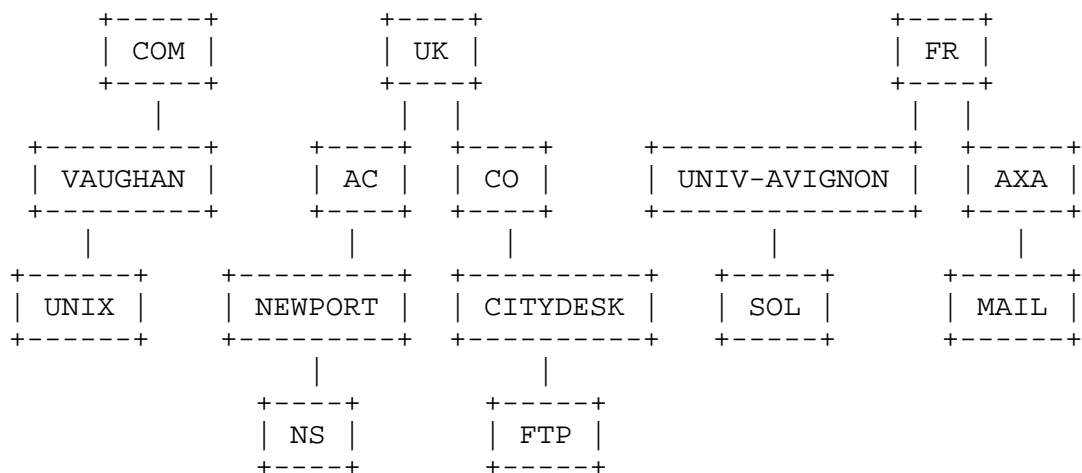 COM UK FR
VAUGHAN AC CO UNIV-AVIGNON AXA
UNIX NEWPORT CITYDESK SOL MAIL
NS FTP